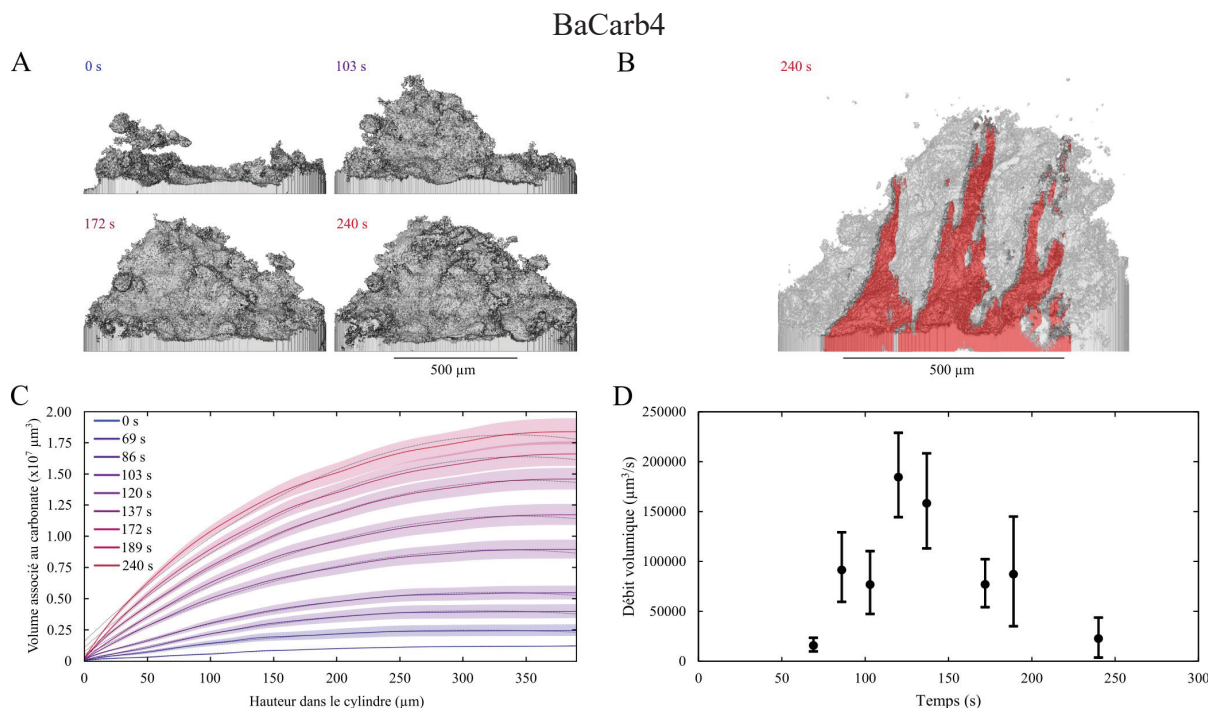 BaCarb4
A
0 s
103 s
172 s
240 s
500 µm
B
240 s
500 µm
C
Volume associé au carbonate (x10⁷ µm³)
2.00
1.75
1.50
1.25
1.00
0.75
0.50
0.25
0
0 s
69 s
86 s
103 s
120 s
137 s
172 s
189 s
240 s
0 50 100 150 200 250 300 350
Hauteur dans le cylindre (µm)
D
Débit volumique (µm³/s)
250000
200000
150000
100000
50000
0
0 50 100 150 200 250 300
Temps (s)